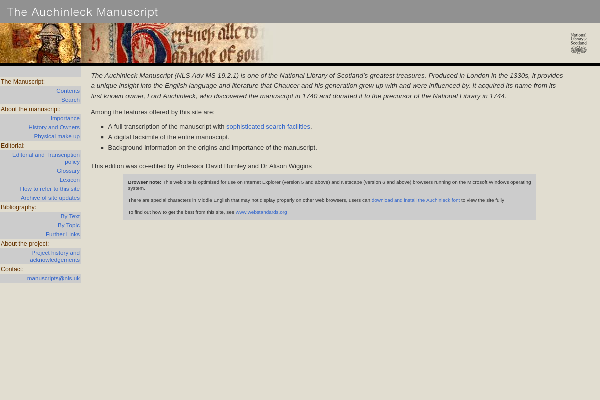 The Auchinleck Manuscript
National
Library of
Scotland
The Manuscript:
Contents
Search
About the manuscript:
Importance
History and Owners
Physical make up
Editorial:
Editorial and Transcription
policy
Glossary
Lexicon
How to refer to this site
Archive of site updates
Bibliography:
By Text
By Topic
Further Links
About the project:
Project history and
acknowledgements
Contact:
manuscripts@nls.uk
The Auchinleck Manuscript (NLS Adv MS 19.2.1) is one of the National Library of Scotland's greatest treasures. Produced in London in the 1330s, it provides
a unique insight into the English language and literature that Chaucer and his generation grew up with and were influenced by. It acquired its name from its
first known owner, Lord Auchinleck, who discovered the manuscript in 1740 and donated it to the precursor of the National Library in 1744.
Among the features offered by this site are:
A full transcription of the manuscript with sophisticated search facilities.
A digital facsimile of the entire manuscript.
Background information on the origins and importance of the manuscript.
This edition was co-edited by Professor David Burnley and Dr Alison Wiggins
Browser note: This web site is optimised for use on Internet Explorer (version 5 and above) and Netscape (version 6 and above) browsers running on the Microsoft Windows operating
system.
There are special characters in Middle English that may not display properly on other web browsers. Users can download and install the Auchinleck font to view the site fully.
To find out how to get the best from this site, see www.webstandards.org